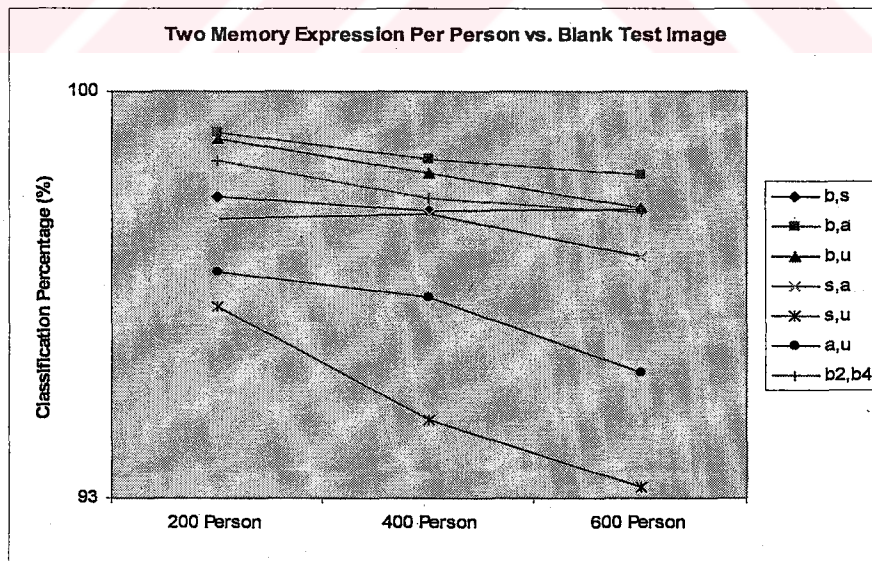 Two Memory Expression Per Person vs. Blank Test Image
100
Classification Percentage (%)
93
200 Person
400 Person
600 Person
b,s
b,a
b,u
s,a
s,u
a,u
b2,b4